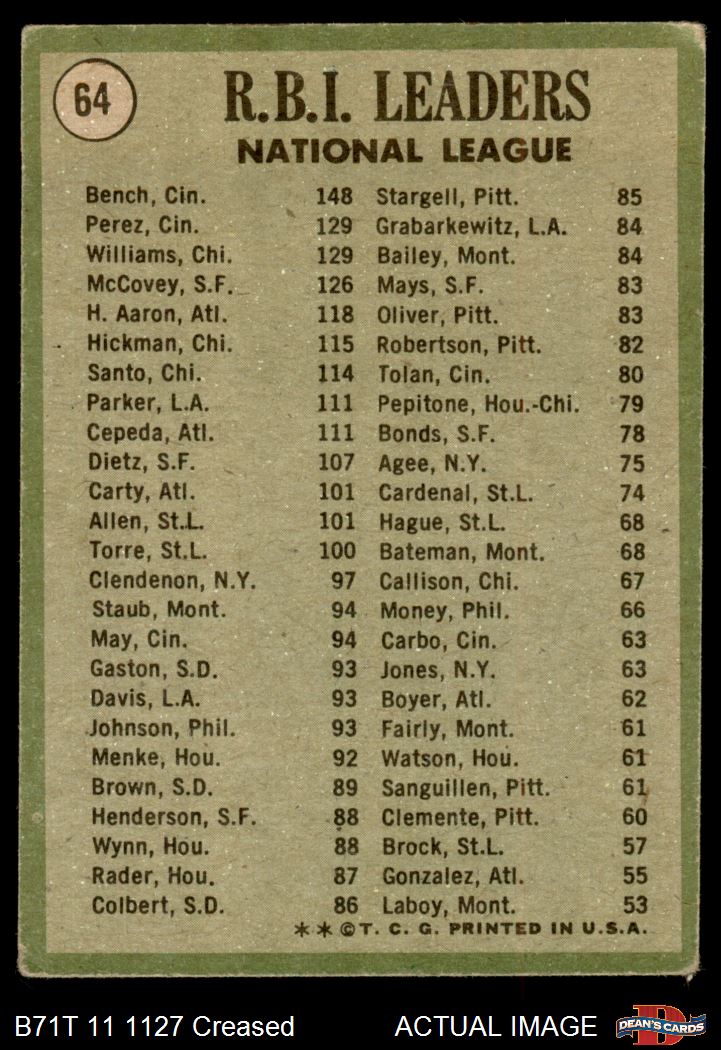 64
R.B.I. LEADERS
NATIONAL LEAGUE
Bench, Cin. 148 Stargell, Pitt. 85
Perez, Cin. 129 Grabarkewitz, L.A. 84
Williams, Chi. 129 Bailey, Mont. 84
McCovey, S.F. 126 Mays, S.F. 83
H. Aaron, Atl. 118 Oliver, Pitt. 83
Hickman, Chi. 115 Robertson, Pitt. 82
Santo, Chi. 114 Tolan, Cin. 80
Parker, L.A. 111 Pepitone, Hou.-Chi. 79
Cepeda, Atl. 111 Bonds, S.F. 78
Dietz, S.F. 107 Agee, N.Y. 75
Carty, Atl. 101 Cardenal, St.L. 74
Allen, St.L. 101 Hague, St.L. 68
Torre, St.L. 100 Bateman, Mont. 68
Clendenon, N.Y. 97 Callison, Chi. 67
Staub, Mont. 94 Money, Phil. 66
May, Cin. 94 Carbo, Cin. 63
Gaston, S.D. 93 Jones, N.Y. 63
Davis, L.A. 93 Boyer, Atl. 62
Johnson, Phil. 93 Fairly, Mont. 61
Menke, Hou. 92 Watson, Hou. 61
Brown, S.D. 89 Sanguillen, Pitt. 61
Henderson, S.F. 88 Clemente, Pitt. 60
Wynn, Hou. 88 Brock, St.L. 57
Rader, Hou. 87 Gonzalez, Atl. 55
Colbert, S.D. 86 Laboy, Mont. 53
**©T. C. G. PRINTED IN U.S.A.
B71T 11 1127 Creased ACTUAL IMAGE DEAN'S CARDS